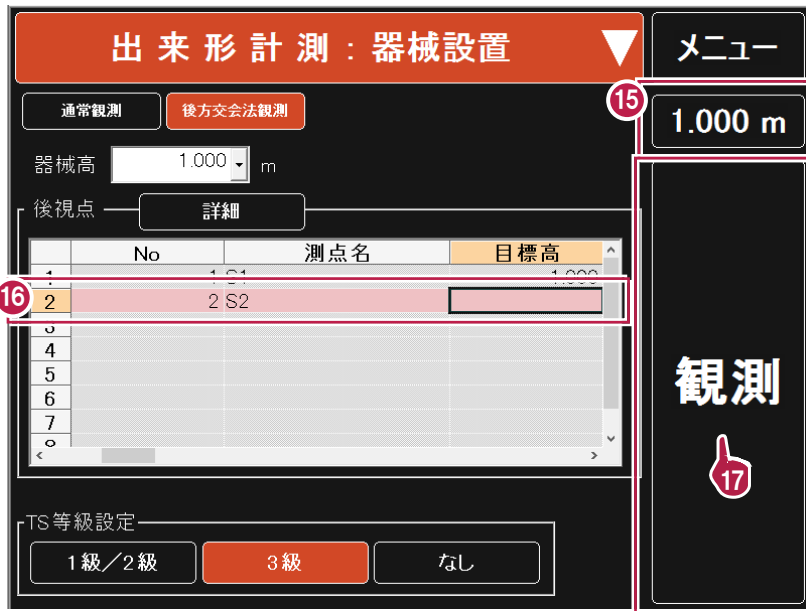 出来形計測：器械設置 ▼
メニュー
15
通常観測 後方交会法観測
1.000 m
器械高 1.000 m
後視点 詳細
No 測点名 目標高
1 1 S1 1.000
16
2 2 S2
3
4
5
6
7
8
観測
17
TS等級設定
1級／2級 3級 なし